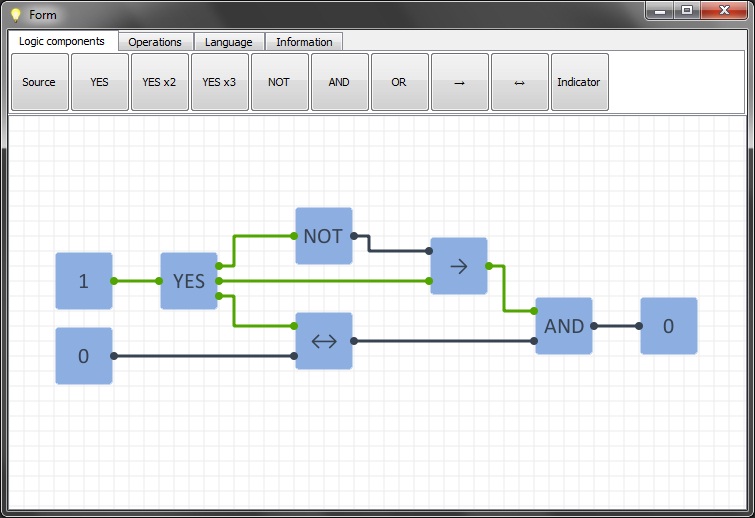 Form
Logic components Operations Language Information
Source YES YES x2 YES x3 NOT AND OR → ↔ Indicator
NOT
→
1 YES
AND 0
0 ↔